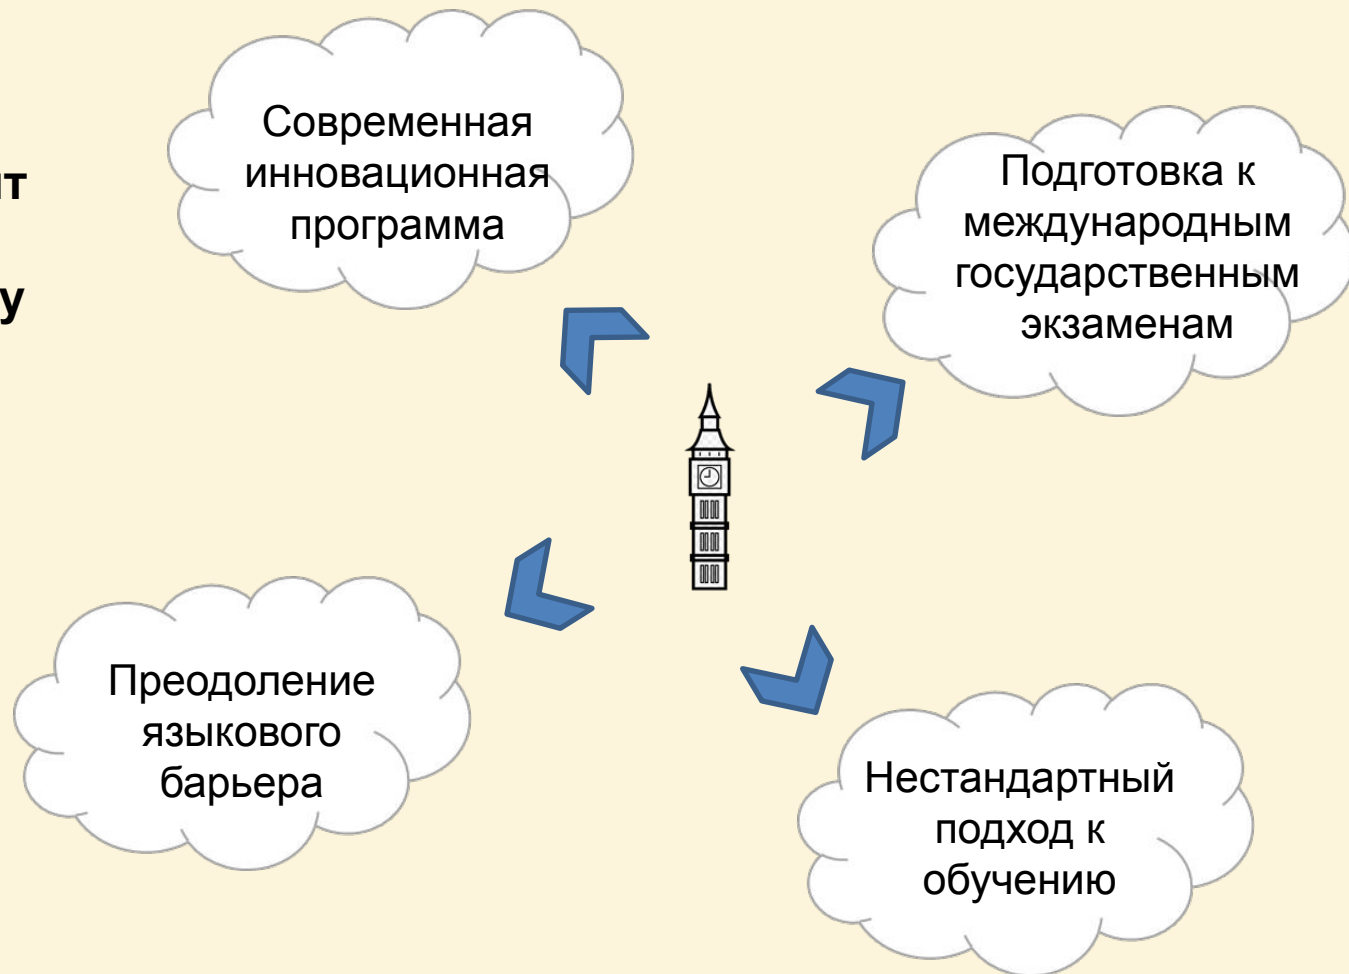 Современная
инновационная
программа
Подготовка к
международным
государственным
экзаменам
Преодоление
языкового
барьера
Нестандартный
подход к
обучению